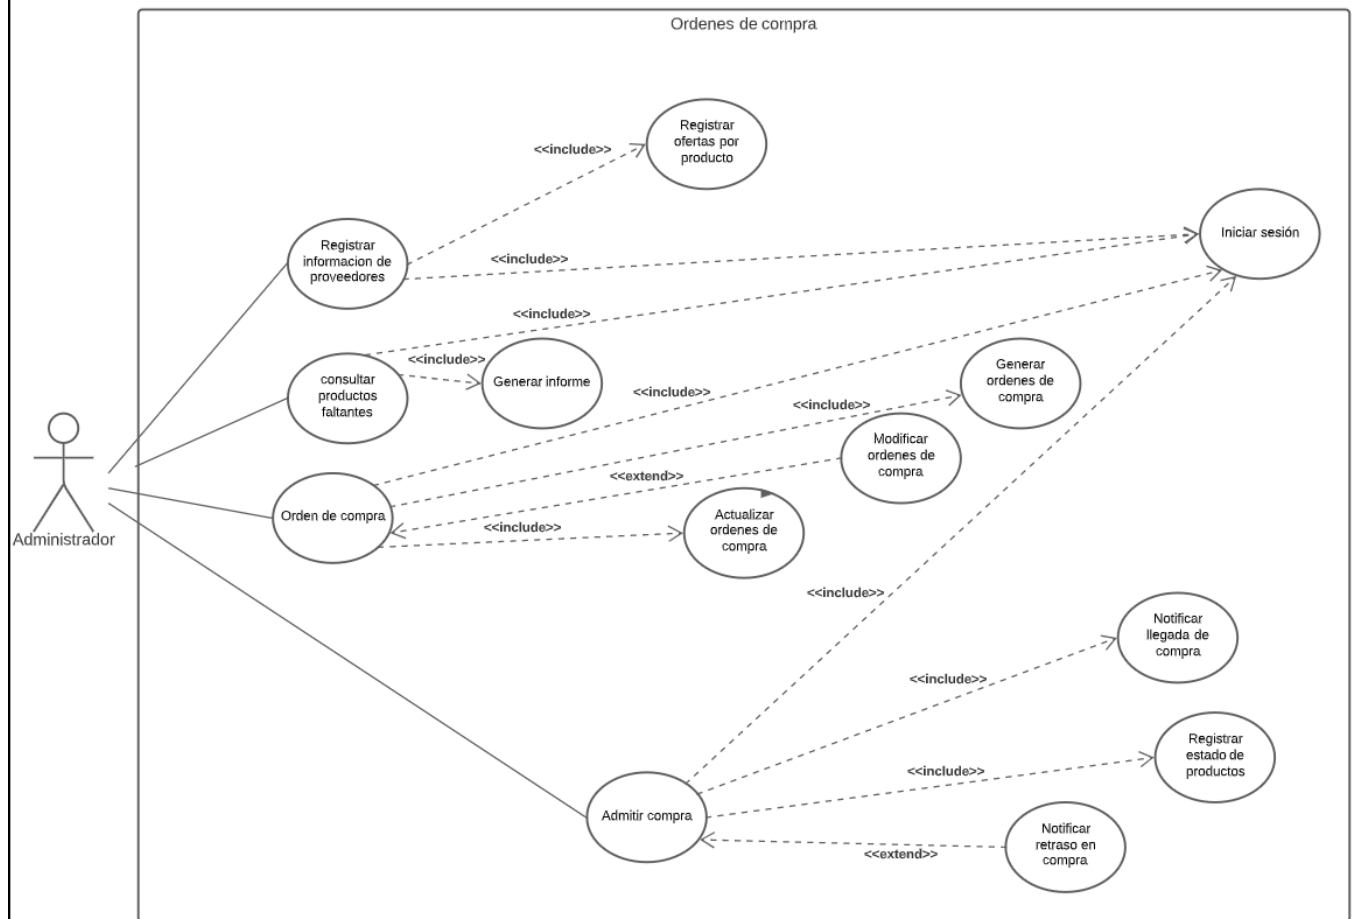 Ordenes de compra
Registrar
ofertas por
producto
<<include>>
Registrar
informacion de
proveedores
<<include>>
Iniciar sesión
<<include>>
<<include>>
consultar
productos
faltantes
Generar informe
Generar
ordenes de
compra
<<include>>
<<include>>
Modificar
ordenes de
compra
<<extend>>
Orden de compra
<<include>>
Actualizar
ordenes de
compra
Administrador
<<include>>
Notificar
llegada de
compra
<<include>>
Registrar
estado de
productos
<<include>>
Admitir compra
Notificar
retraso en
compra
<<extend>>